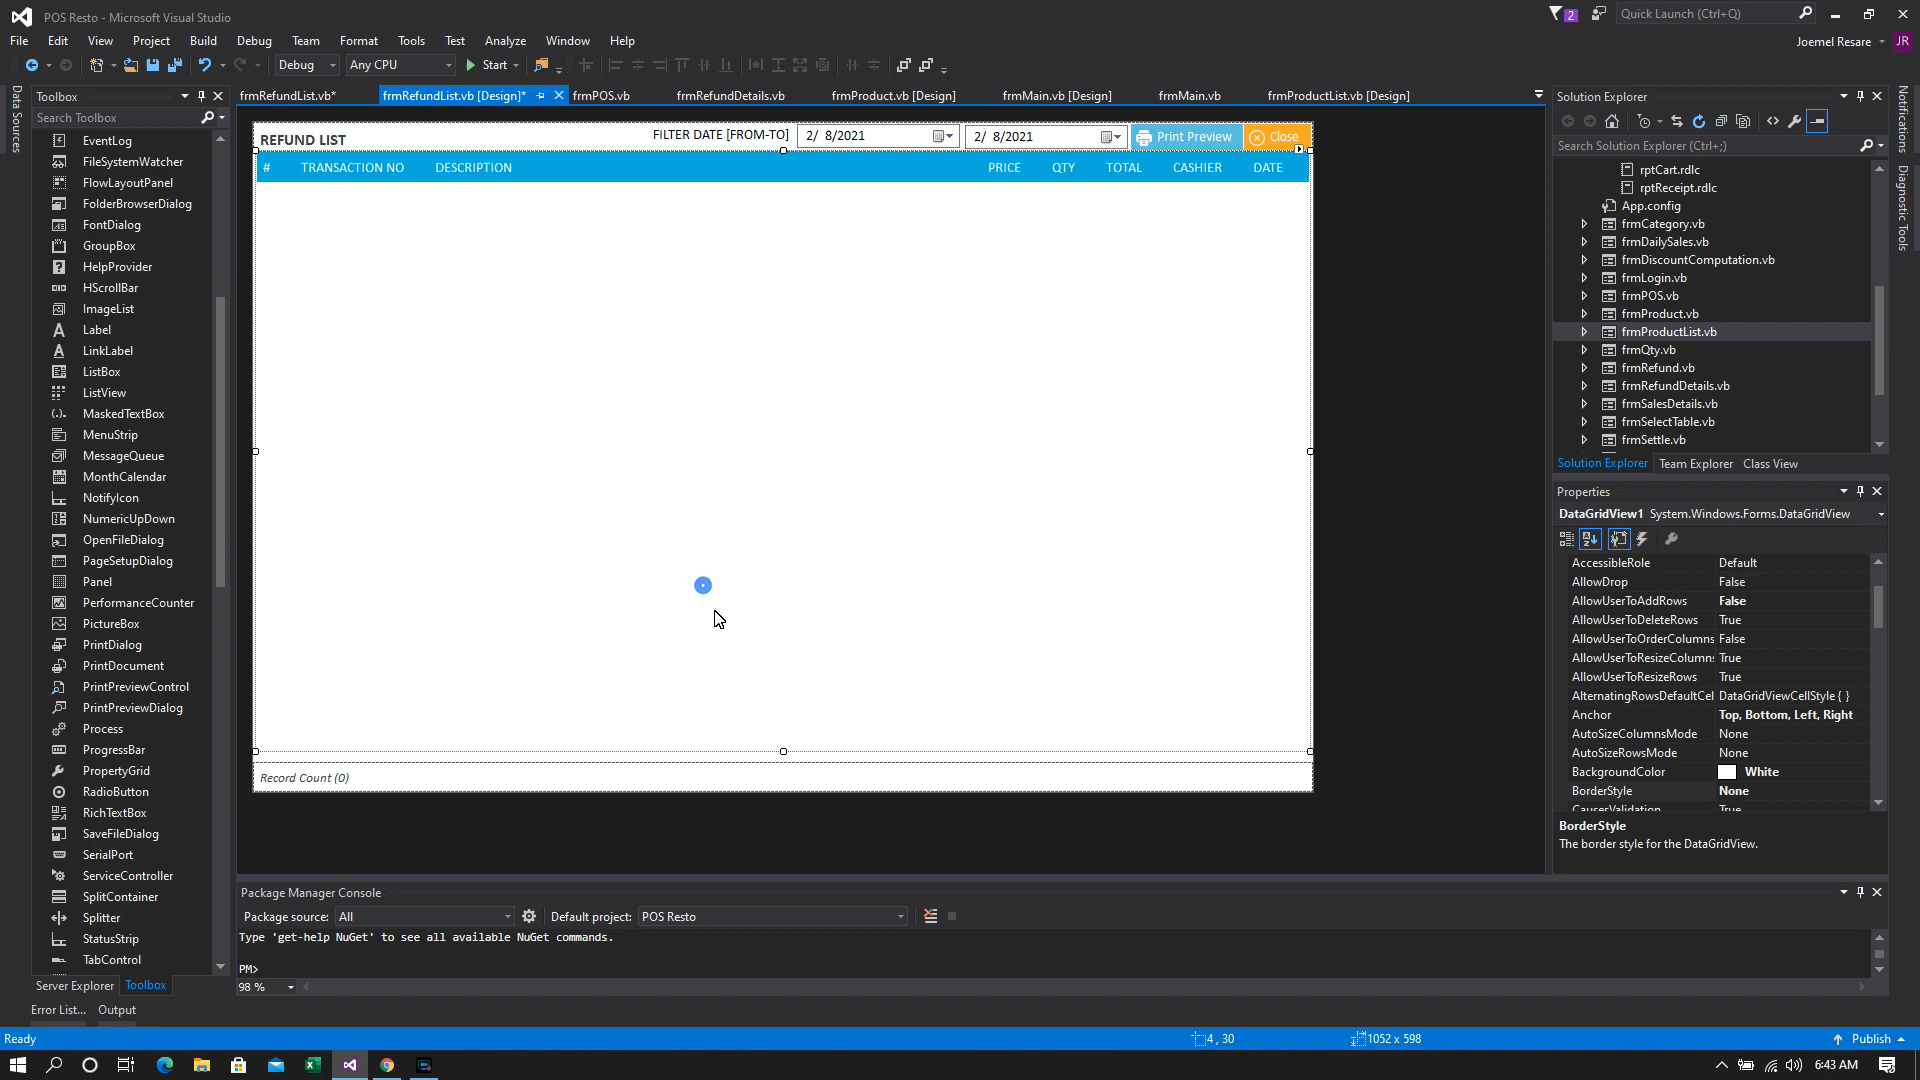 POS Resto - Microsoft Visual Studio
2
Quick Launch (Ctrl+Q)
File Edit View Project Build Debug Team Format Tools Test Analyze Window Help
Joemel Resare JR
Debug Any CPU Start
Data Sources
Toolbox
Search Toolbox
EventLog
FileSystemWatcher
FlowLayoutPanel
FolderBrowserDialog
FontDialog
GroupBox
HelpProvider
HScrollBar
ImageList
Label
LinkLabel
ListBox
ListView
MaskedTextBox
MenuStrip
MessageQueue
MonthCalendar
NotifyIcon
NumericUpDown
OpenFileDialog
PageSetupDialog
Panel
PerformanceCounter
PictureBox
PrintDialog
PrintDocument
PrintPreviewControl
PrintPreviewDialog
Process
ProgressBar
PropertyGrid
RadioButton
RichTextBox
SaveFileDialog
SerialPort
ServiceController
SplitContainer
Splitter
StatusStrip
TabControl
Server Explorer Toolbox
Error List... Output
frmRefundList.vb* frmRefundList.vb [Design]* frmPOS.vb frmRefundDetails.vb frmProduct.vb [Design] frmMain.vb [Design] frmMain.vb frmProductList.vb [Design]
REFUND LIST FILTER DATE [FROM-TO] 2/ 8/2021 2/ 8/2021 Print Preview Close
# TRANSACTION NO DESCRIPTION PRICE QTY TOTAL CASHIER DATE
Record Count (0)
Package Manager Console
Package source: All Default project: POS Resto
Type 'get-help NuGet' to see all available NuGet commands.
PM>
98 %
Solution Explorer
Search Solution Explorer (Ctrl+;)
rptCart.rdlc
rptReceipt.rdlc
App.config
frmCategory.vb
frmDailySales.vb
frmDiscountComputation.vb
frmLogin.vb
frmPOS.vb
frmProduct.vb
frmProductList.vb
frmQty.vb
frmRefund.vb
frmRefundDetails.vb
frmSalesDetails.vb
frmSelectTable.vb
frmSettle.vb
Solution Explorer Team Explorer Class View
Properties
DataGridView1 System.Windows.Forms.DataGridView
AccessibleRole Default
AllowDrop False
AllowUserToAddRows False
AllowUserToDeleteRows True
AllowUserToOrderColumns False
AllowUserToResizeColumn: True
AllowUserToResizeRows True
AlternatingRowsDefaultCel DataGridViewCellStyle { }
Anchor Top, Bottom, Left, Right
AutoSizeColumnsMode None
AutoSizeRowsMode None
BackgroundColor White
BorderStyle None
CausesValidation True
BorderStyle
The border style for the DataGridView.
Notifications
Diagnostic Tools
Ready 4 , 30 1052 x 598 Publish
6:43 AM